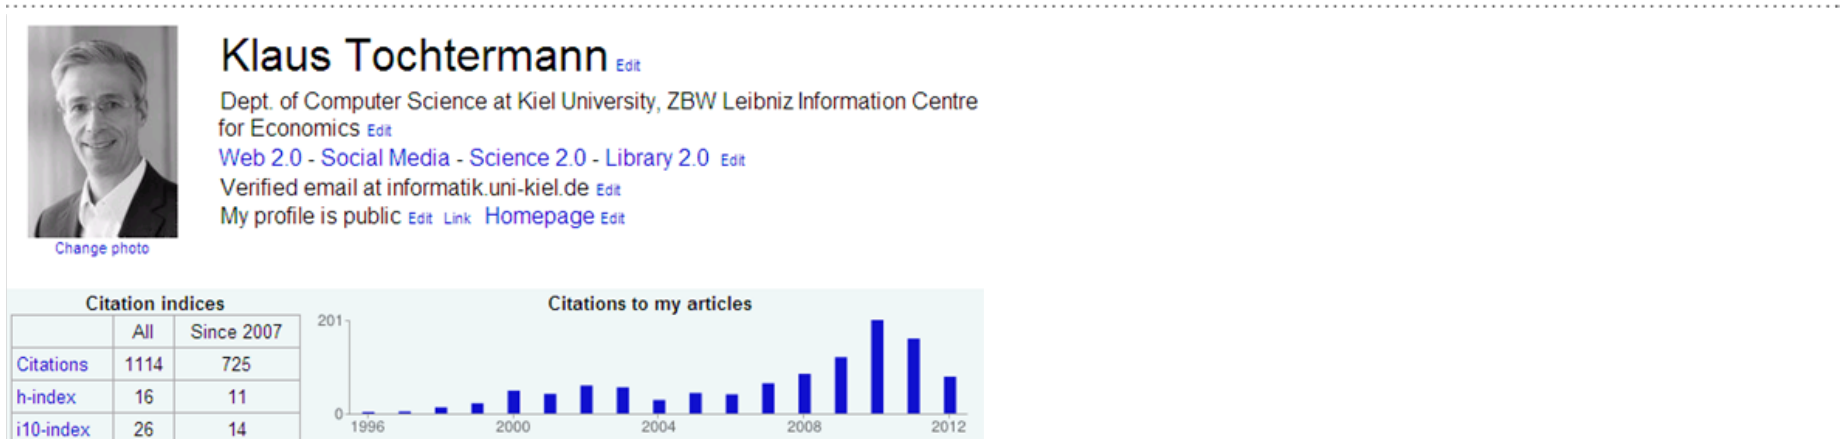 Klaus Tochtermann Edit
Dept. of Computer Science at Kiel University, ZBW Leibniz Information Centre
for Economics Edit
Web 2.0 - Social Media - Science 2.0 - Library 2.0 Edit
Verified email at informatik.uni-kiel.de Edit
My profile is public Edit Link Homepage Edit
Change photo
Citation indices
All Since 2007
Citations 1114 725
h-index 16 11
i10-index 26 14
Citations to my articles
201
0
1996 2000 2004 2008 2012